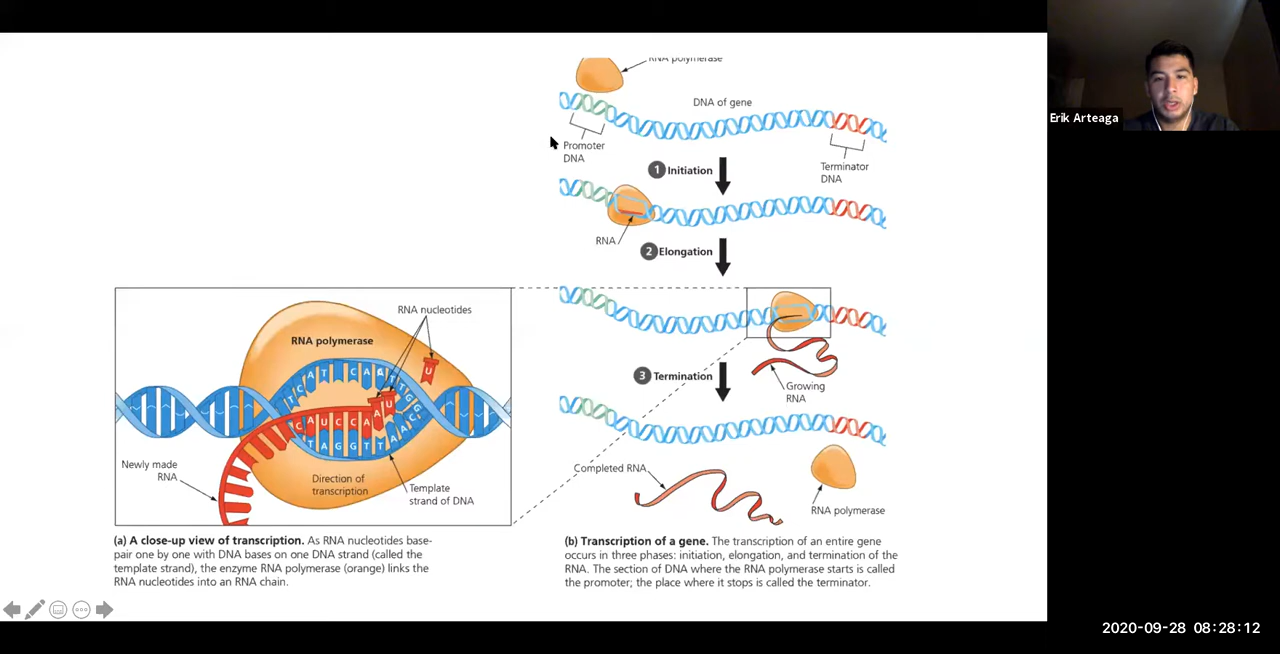 RNA polymerase
DNA of gene
Promoter
DNA
Terminator
DNA
1 Initiation
RNA
2 Elongation
Growing
RNA
3 Termination
Completed RNA
RNA polymerase
RNA nucleotides
RNA polymerase
U
A T C A A
T C
T G G
C A U C C A A U
T A G G T T A A C
Newly made
RNA
Direction of
transcription
Template
strand of DNA
(a) A close-up view of transcription. As RNA nucleotides base-
pair one by one with DNA bases on one DNA strand (called the
template strand), the enzyme RNA polymerase (orange) links the
RNA nucleotides into an RNA chain.
(b) Transcription of a gene. The transcription of an entire gene
occurs in three phases: initiation, elongation, and termination of the
RNA. The section of DNA where the RNA polymerase starts is called
the promoter; the place where it stops is called the terminator.
Erik Arteaga
2020-09-28 08:28:12